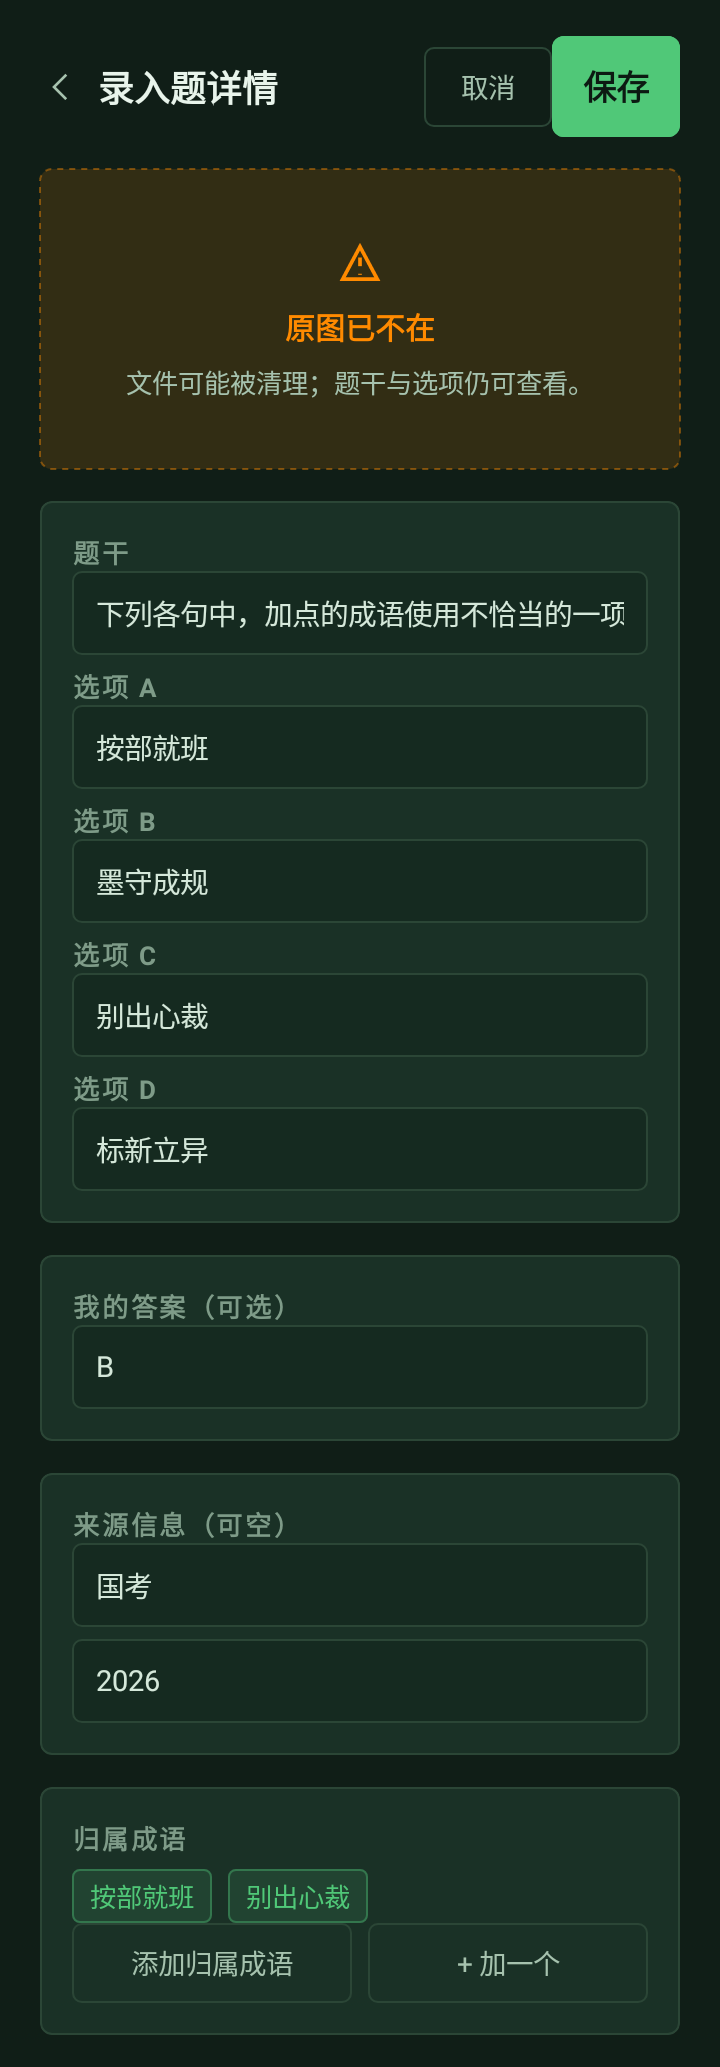 录入题详情
取消
保存
原图已不在
文件可能被清理；题干与选项仍可查看。
题干
下列各句中，加点的成语使用不恰当的一项
选项 A
按部就班
选项 B
墨守成规
选项 C
别出心裁
选项 D
标新立异
我的答案（可选）
B
来源信息（可空）
国考
2026
归属成语
按部就班
别出心裁
添加归属成语
+ 加一个